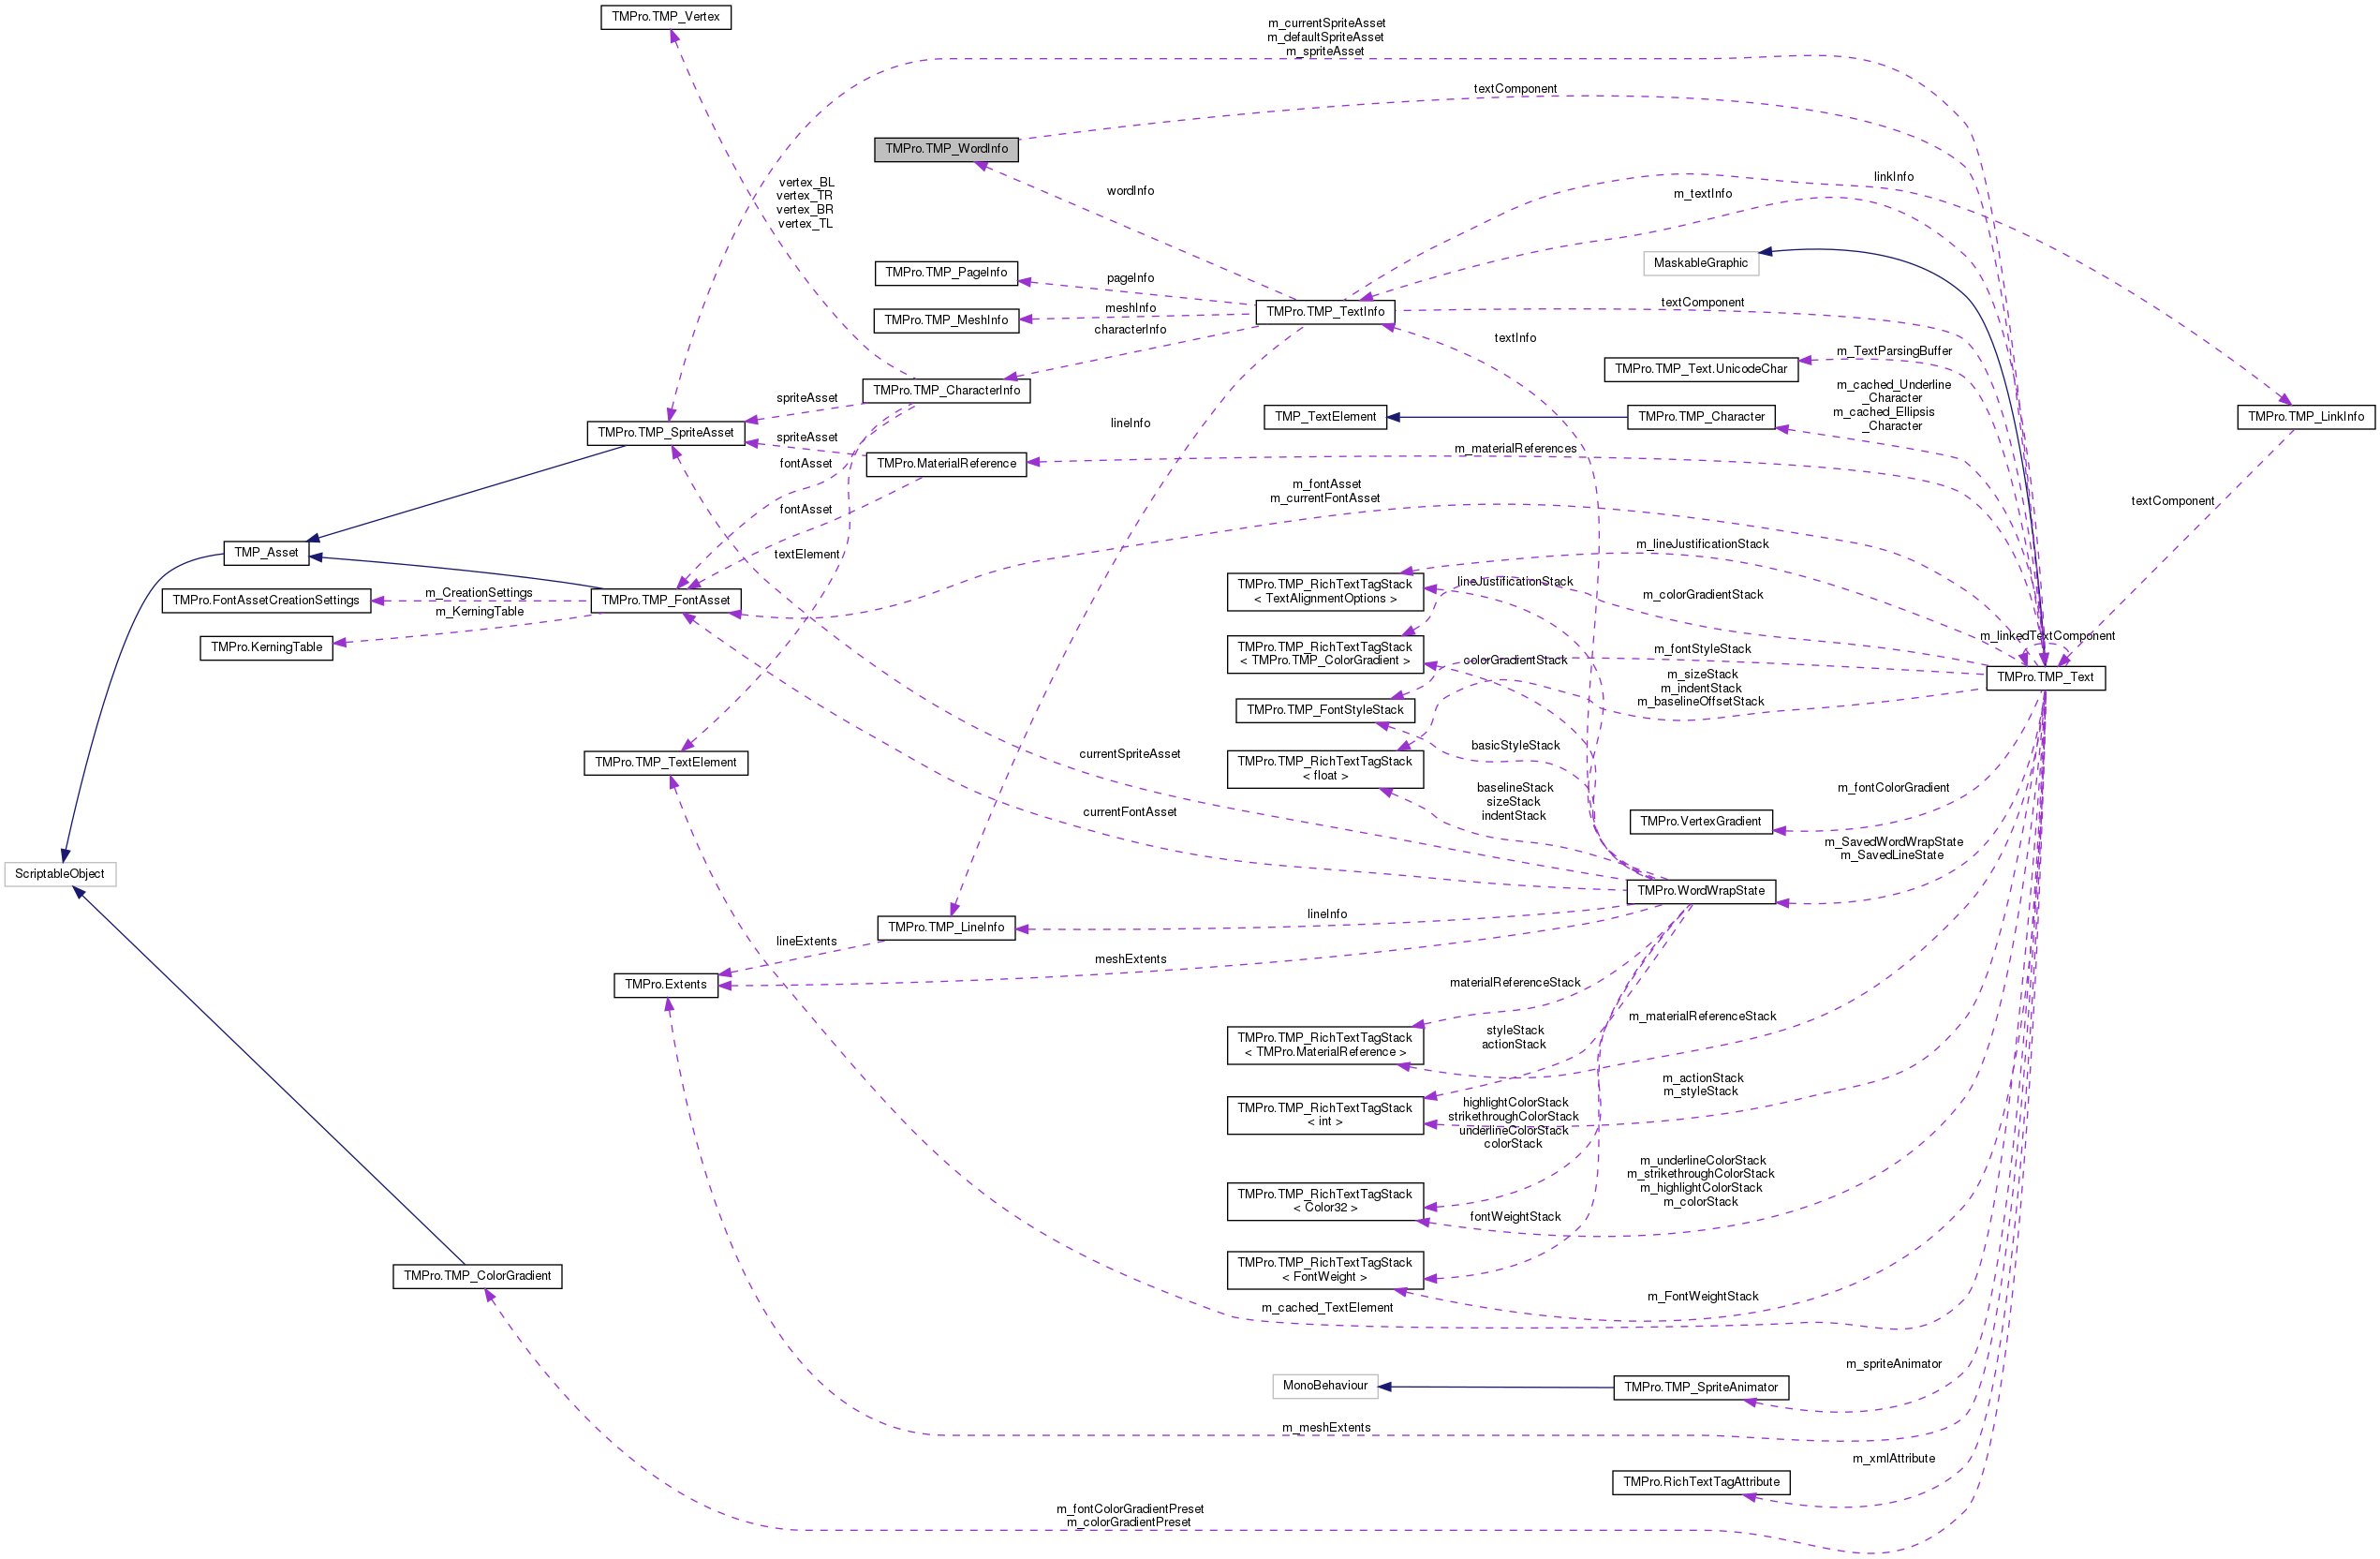 TMPro.TMP_Vertex
m_currentSpriteAsset
m_defaultSpriteAsset
m_spriteAsset
textComponent
TMPro.TMP_WordInfo
wordInfo
linkInfo
m_textInfo
vertex_BL
vertex_TR
vertex_BR
vertex_TL
MaskableGraphic
TMPro.TMP_PageInfo
pageInfo
TMPro.TMP_MeshInfo
meshInfo
TMPro.TMP_TextInfo
textComponent
characterInfo
textInfo
m_TextParsingBuffer
TMPro.TMP_Text.UnicodeChar
TMPro.TMP_CharacterInfo
m_cached_Underline
_Character
m_cached_Ellipsis
_Character
spriteAsset
TMP_TextElement
TMPro.TMP_Character
TMPro.TMP_LinkInfo
lineInfo
TMPro.TMP_SpriteAsset
spriteAsset
m_materialReferences
fontAsset
TMPro.MaterialReference
m_fontAsset
m_currentFontAsset
textComponent
fontAsset
TMP_Asset
textElement
m_lineJustificationStack
lineJustificationStack
TMPro.TMP_RichTextTagStack
< TextAlignmentOptions >
m_CreationSettings
TMPro.FontAssetCreationSettings
TMPro.TMP_FontAsset
m_colorGradientStack
m_KerningTable
TMPro.KerningTable
m_linkedTextComponent
TMPro.TMP_RichTextTagStack
< TMPro.TMP_ColorGradient >
m_fontStyleStack
colorGradientStack
TMPro.TMP_Text
m_sizeStack
m_indentStack
m_baselineOffsetStack
TMPro.TMP_FontStyleStack
basicStyleStack
currentSpriteAsset
TMPro.TMP_TextElement
TMPro.TMP_RichTextTagStack
< float >
baselineStack
sizeStack
indentStack
m_fontColorGradient
currentFontAsset
TMPro.VertexGradient
m_SavedWordWrapState
m_SavedLineState
ScriptableObject
TMPro.WordWrapState
TMPro.TMP_LineInfo
lineInfo
lineExtents
meshExtents
TMPro.Extents
materialReferenceStack
m_materialReferenceStack
TMPro.TMP_RichTextTagStack
< TMPro.MaterialReference >
styleStack
actionStack
m_actionStack
m_styleStack
TMPro.TMP_RichTextTagStack
< int >
highlightColorStack
strikethroughColorStack
underlineColorStack
colorStack
m_underlineColorStack
m_strikethroughColorStack
m_highlightColorStack
m_colorStack
TMPro.TMP_RichTextTagStack
< Color32 >
fontWeightStack
TMPro.TMP_ColorGradient
TMPro.TMP_RichTextTagStack
< FontWeight >
m_FontWeightStack
m_cached_TextElement
m_spriteAnimator
MonoBehaviour
TMPro.TMP_SpriteAnimator
m_meshExtents
m_xmlAttribute
TMPro.RichTextTagAttribute
m_fontColorGradientPreset
m_colorGradientPreset